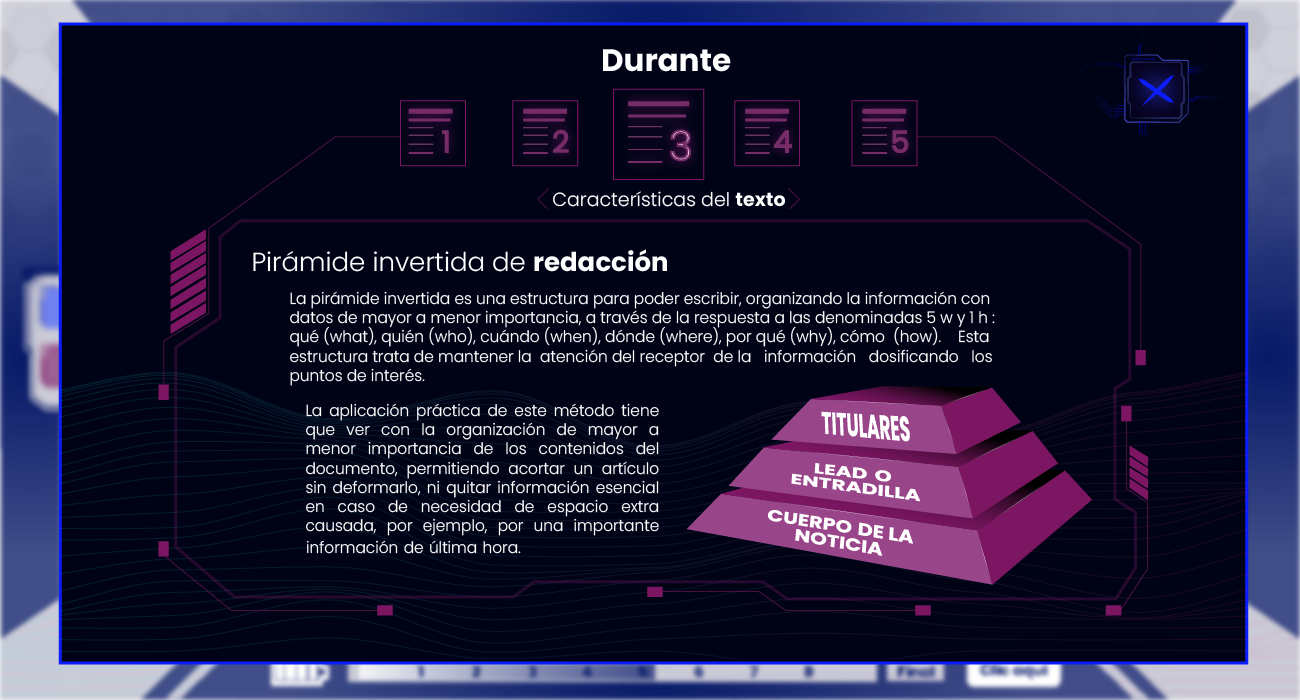 Durante
1 2 3 4 5
Características del texto
Pirámide invertida de redacción
La pirámide invertida es una estructura para poder escribir, organizando la información con
datos de mayor a menor importancia, a través de la respuesta a las denominadas 5 w y 1 h :
qué (what), quién (who), cuándo (when), dónde (where), por qué (why), cómo (how). Esta
estructura trata de mantener la atención del receptor de la información dosificando los
puntos de interés.
La aplicación práctica de este método tiene
que ver con la organización de mayor a
menor importancia de los contenidos del
documento, permitiendo acortar un artículo
sin deformarlo, ni quitar información esencial
en caso de necesidad de espacio extra
causada, por ejemplo, por una importante
información de última hora.
TITULARES
LEAD O
ENTRADILLA
CUERPO DE LA
NOTICIA
1 2 3 4 5 6 7 8 Final Clic aquí